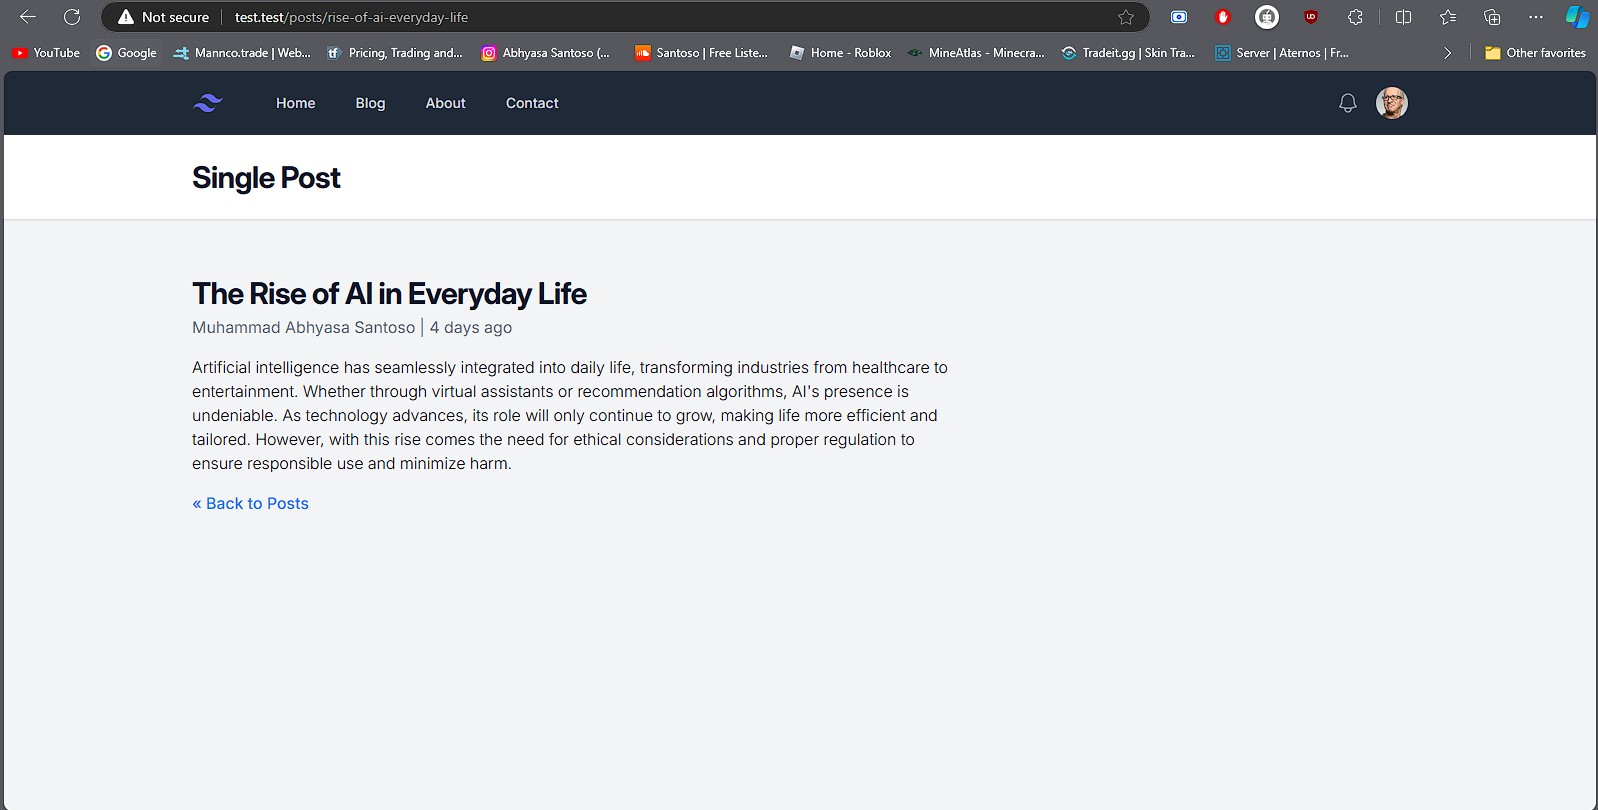 Not secure test.test/posts/rise-of-ai-everyday-life
YouTube Google Mannco.trade | Web... Pricing, Trading and... Abhyasa Santoso (... Santoso | Free Liste... Home - Roblox MineAtlas - Minecra... Tradeit.gg | Skin Tra... Server | Aternos | Fr... Other favorites
Home Blog About Contact
Single Post
The Rise of AI in Everyday Life
Muhammad Abhyasa Santoso | 4 days ago
Artificial intelligence has seamlessly integrated into daily life, transforming industries from healthcare to
entertainment. Whether through virtual assistants or recommendation algorithms, AI's presence is
undeniable. As technology advances, its role will only continue to grow, making life more efficient and
tailored. However, with this rise comes the need for ethical considerations and proper regulation to
ensure responsible use and minimize harm.
« Back to Posts